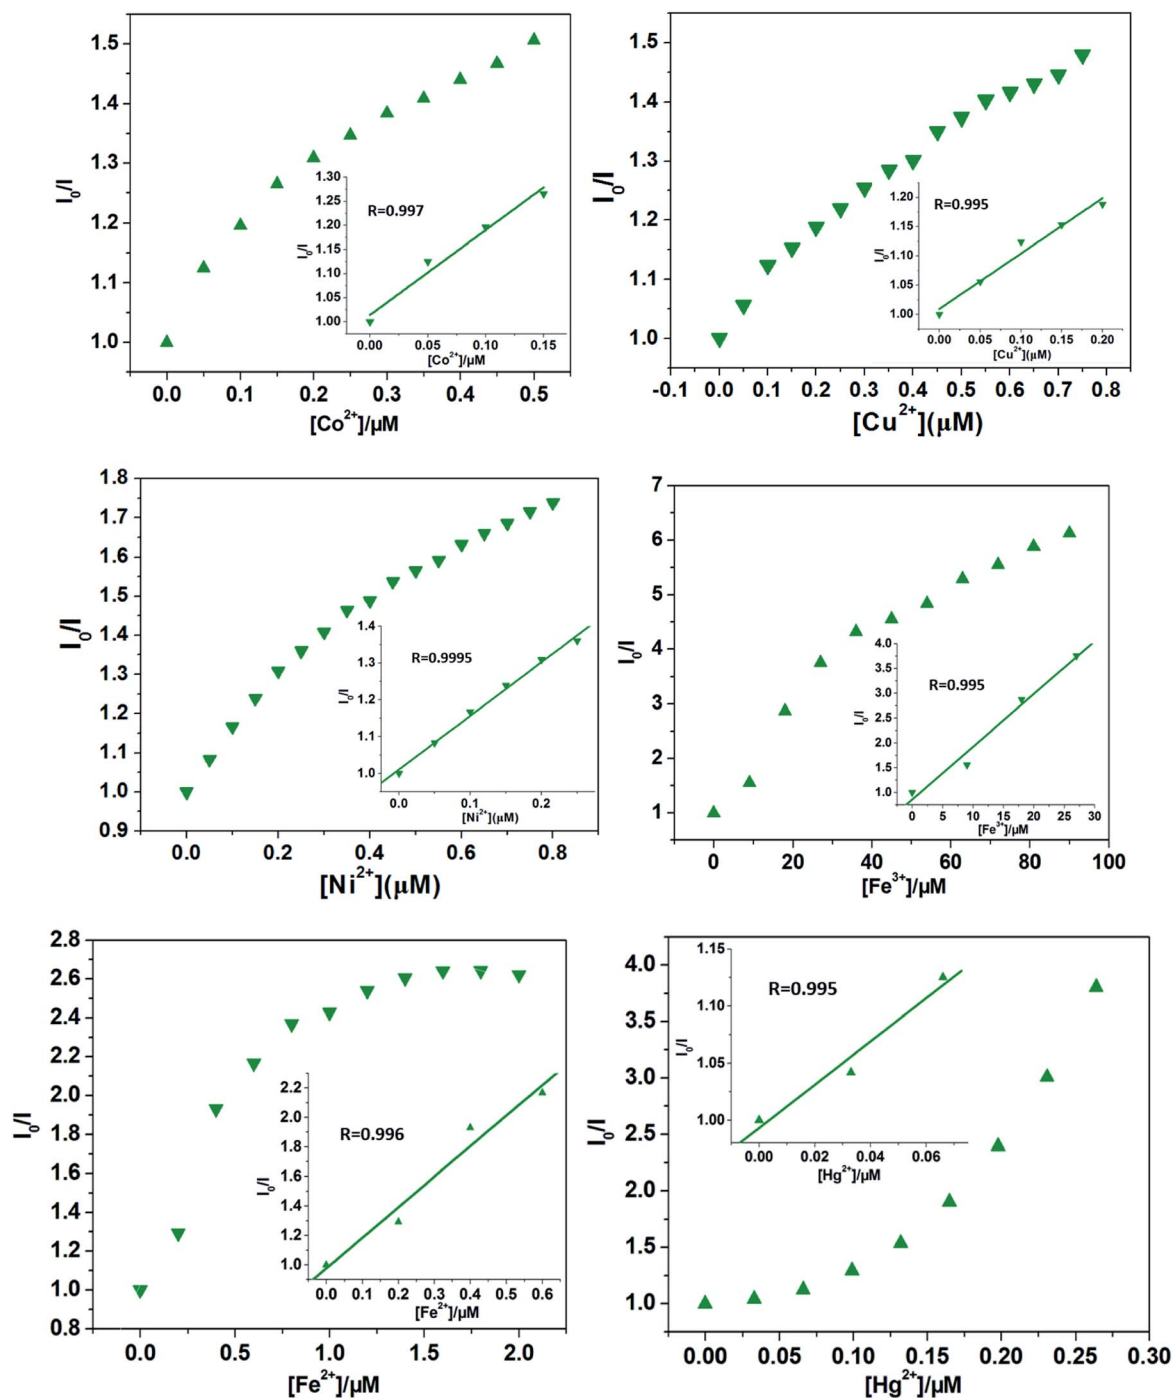 1.5
1.4
1.3
1.2
1.1
1.0
I₀/I
0.0 0.1 0.2 0.3 0.4 0.5
[Co²⁺]/µM
1.30
1.25
1.20
1.15
1.10
1.05
1.00
I₀/I
R=0.997
0.00 0.05 0.10 0.15
[Co²⁺]/µM
1.5
1.4
1.3
1.2
1.1
1.0
I₀/I
-0.1 0.0 0.1 0.2 0.3 0.4 0.5 0.6 0.7 0.8
[Cu²⁺](µM)
1.20
1.15
1.10
1.05
1.00
I₀/I
R=0.995
0.00 0.05 0.10 0.15 0.20
[Cu²⁺](µM)
1.8
1.7
1.6
1.5
1.4
1.3
1.2
1.1
1.0
0.9
I₀/I
0.0 0.2 0.4 0.6 0.8
[Ni²⁺](µM)
1.4
1.3
1.2
1.1
1.0
I₀/I
R=0.9995
0.0 0.1 0.2
[Ni²⁺](µM)
7
6
5
4
3
2
1
I₀/I
0 20 40 60 80 100
[Fe³⁺]/µM
4.0
3.5
3.0
2.5
2.0
1.5
1.0
I₀/I
R=0.995
0 5 10 15 20 25 30
[Fe³⁺]/µM
2.8
2.6
2.4
2.2
2.0
1.8
1.6
1.4
1.2
1.0
0.8
I₀/I
0.0 0.5 1.0 1.5 2.0
[Fe²⁺]/µM
2.2
2.0
1.8
1.6
1.4
1.2
1.0
I₀/I
R=0.996
0.0 0.1 0.2 0.3 0.4 0.5 0.6
[Fe²⁺]/µM
4.0
3.5
3.0
2.5
2.0
1.5
1.0
I₀/I
0.00 0.05 0.10 0.15 0.20 0.25 0.30
[Hg²⁺]/µM
1.15
1.10
1.05
1.00
I₀/I
R=0.995
0.00 0.02 0.04 0.06
[Hg²⁺]/µM